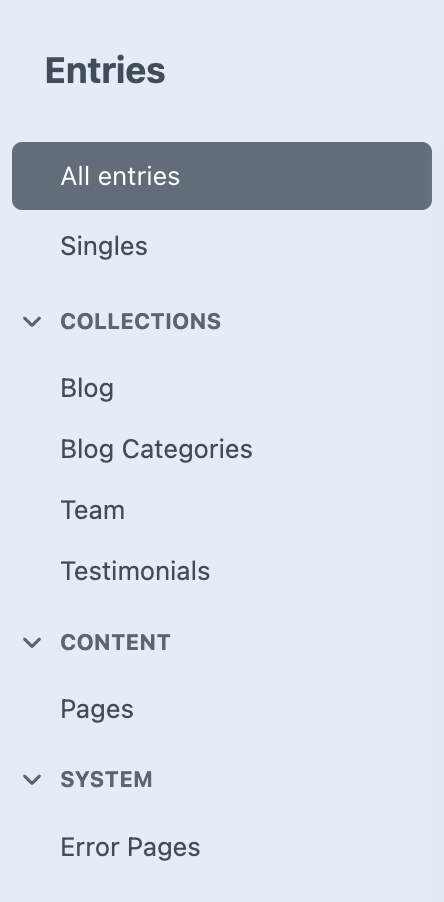 Entries
All entries
Singles
COLLECTIONS
Blog
Blog Categories
Team
Testimonials
CONTENT
Pages
SYSTEM
Error Pages